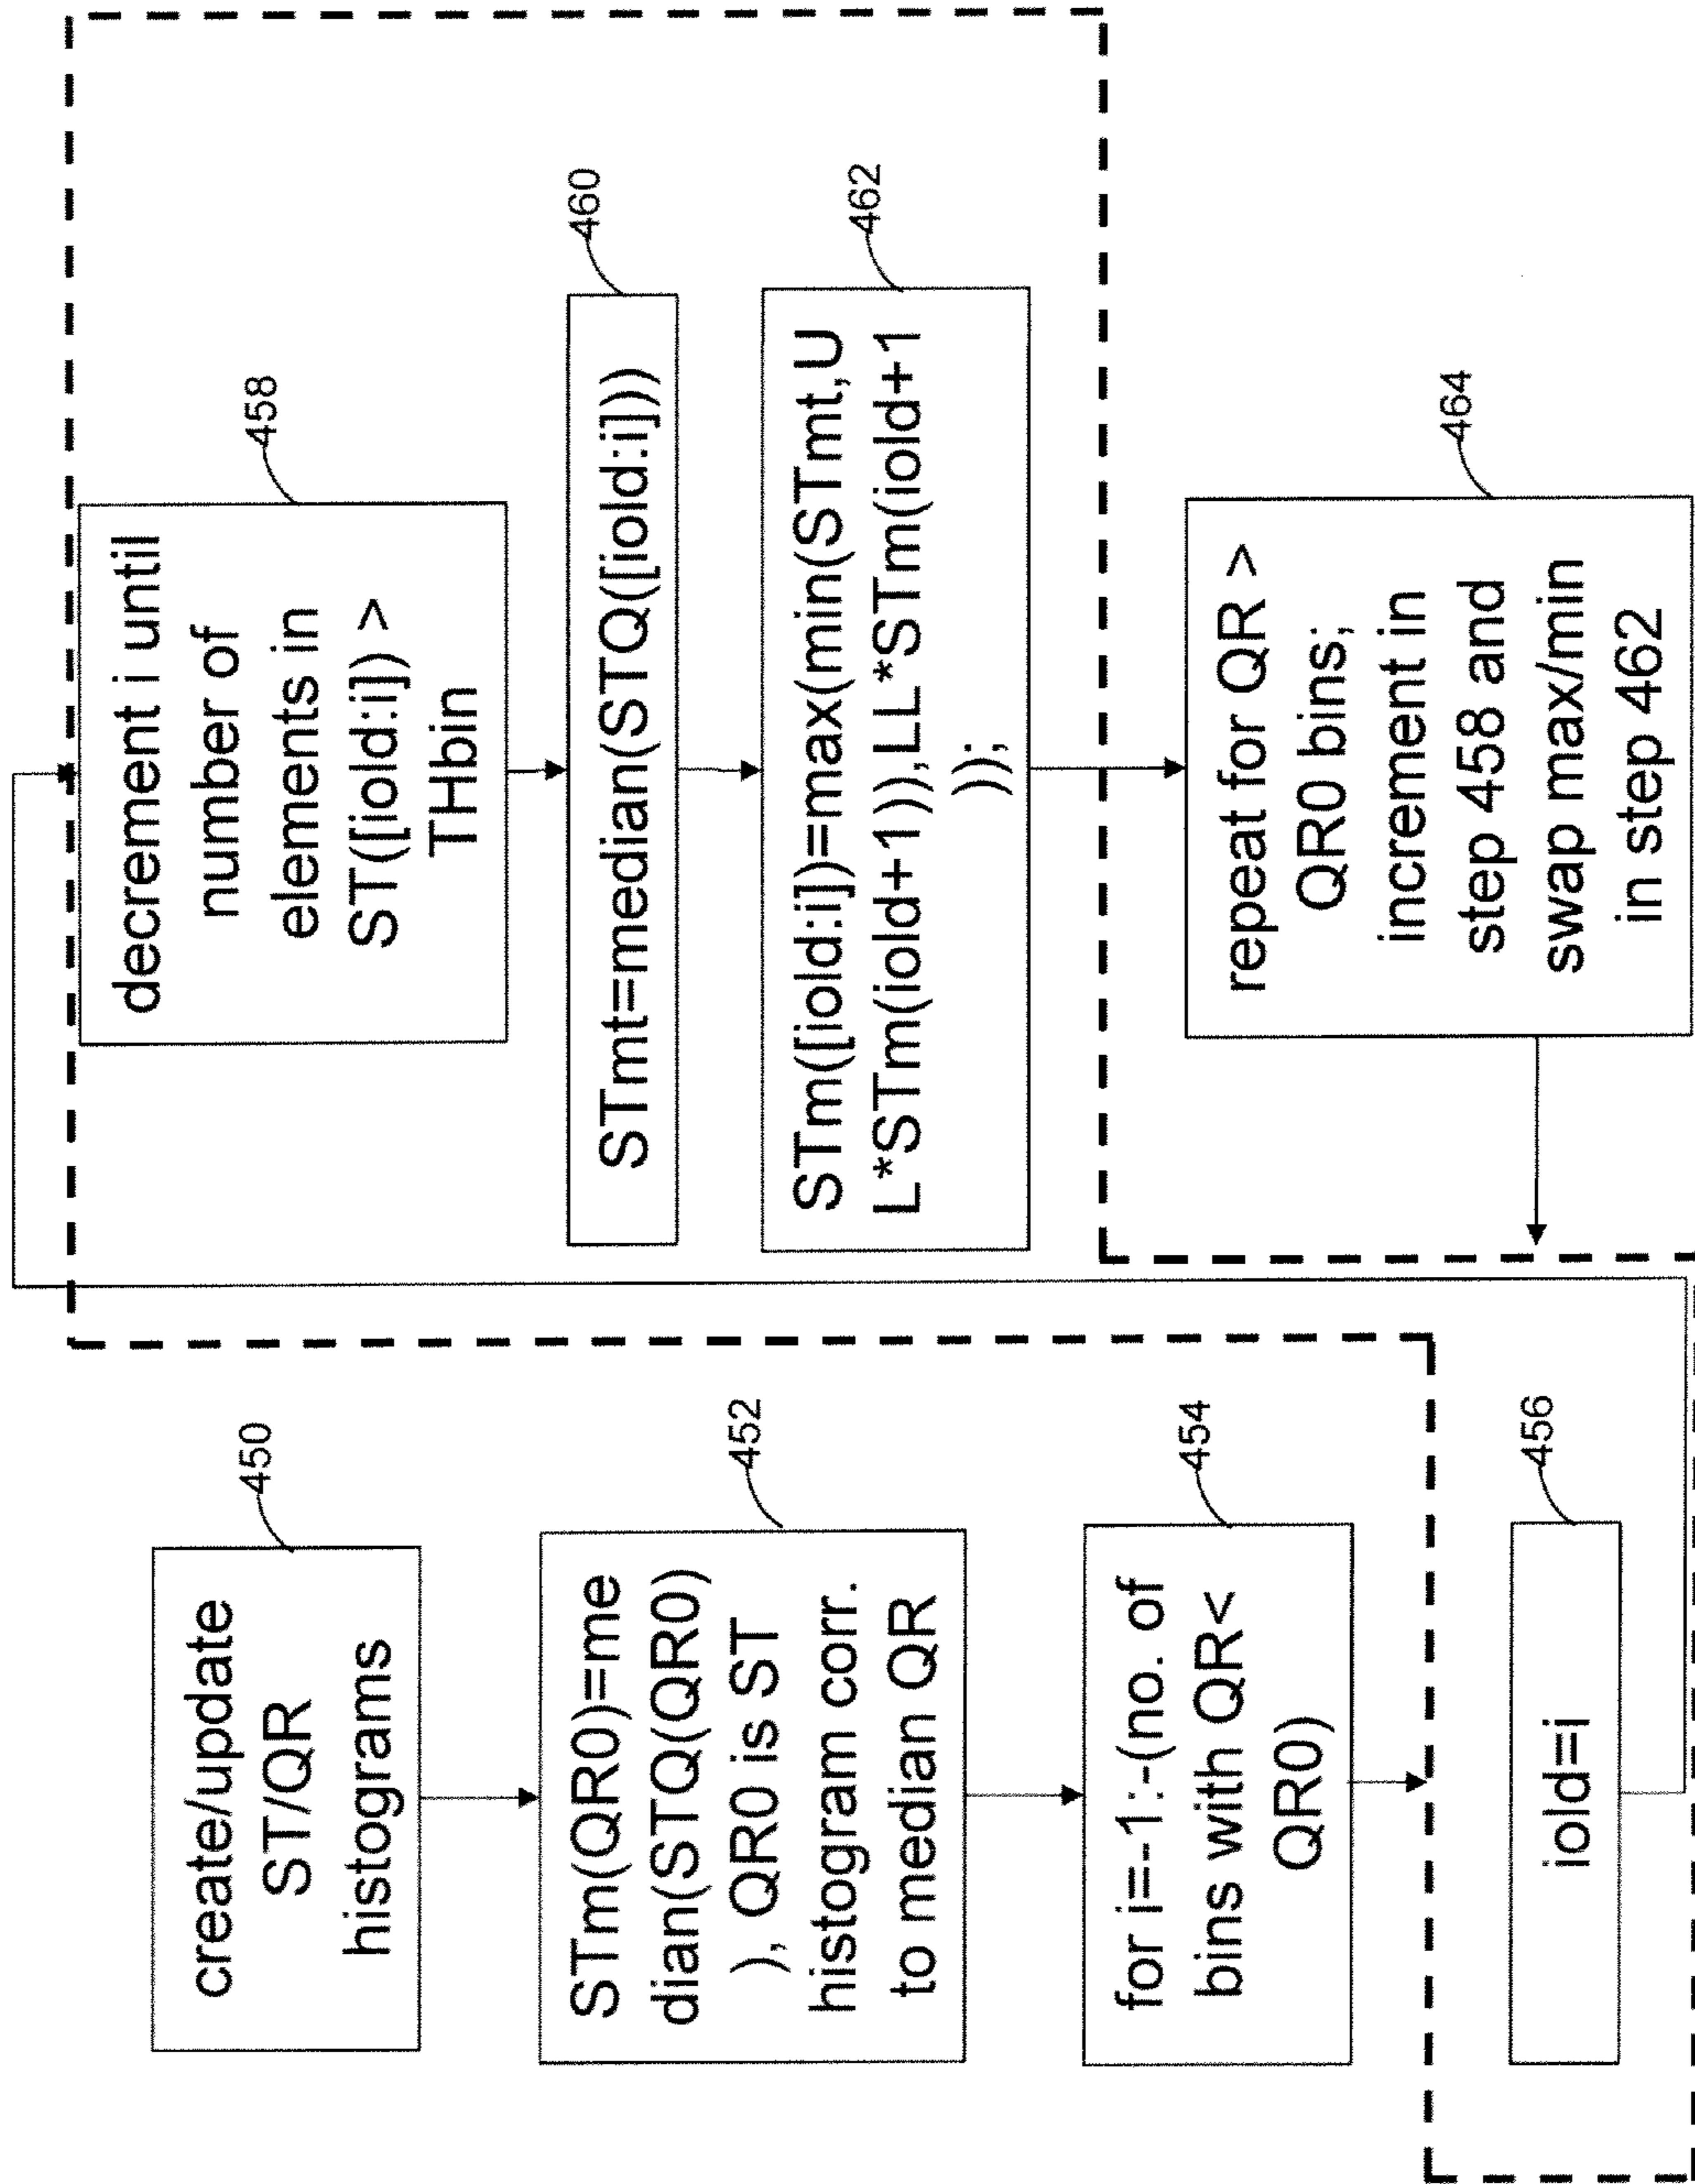 create/update
ST/QR
histograms
450
STm(QR0)=me
dian(STQ(QR0)
), QR0 is ST
histogram corr.
to median QR
452
for i=-1:-(no. of
bins with QR<
QR0)
454
iold=i
456
decrement i until
number of
elements in
ST([iold:i]) >
THbin
458
STmt=median(STQ([iold:i]))
460
STm([iold:i])=max(min(STmt,U
L*STm(iold+1)),LL*STm(iold+1
));
462
repeat for QR >
QR0 bins;
increment in
step 458 and
swap max/min
in step 462
464